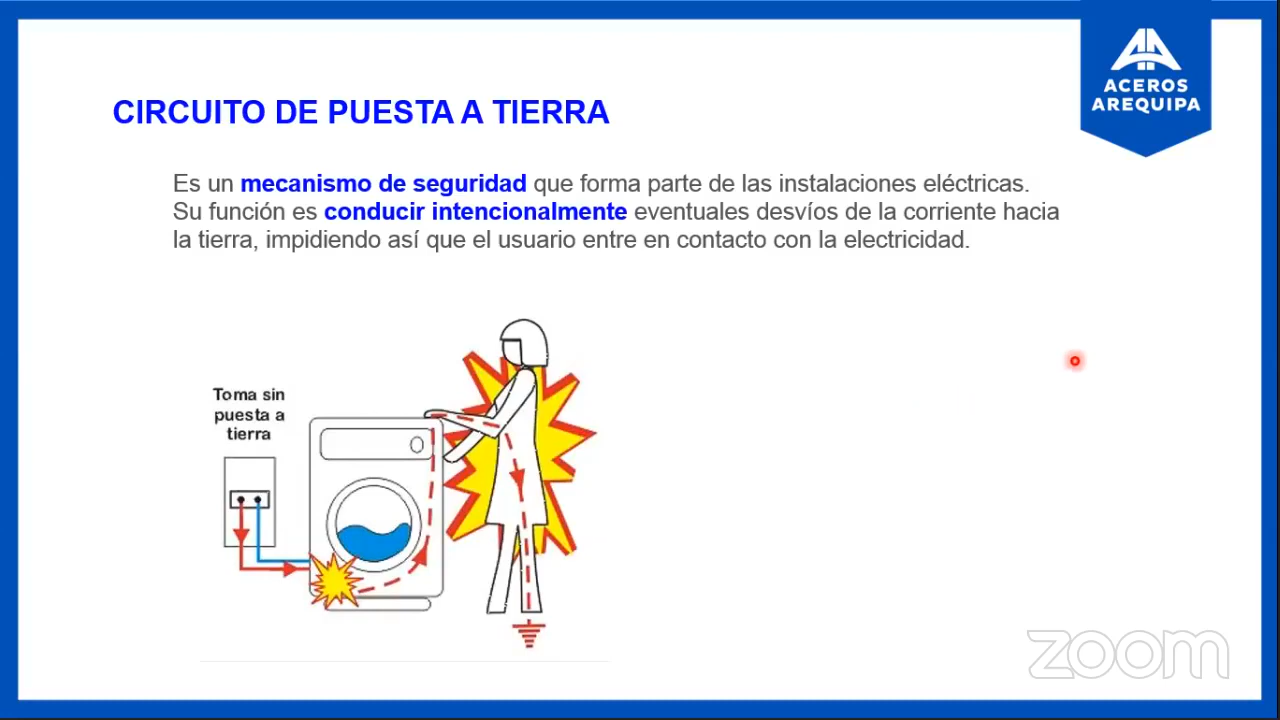 ACEROS
AREQUIPA
CIRCUITO DE PUESTA A TIERRA
Es un mecanismo de seguridad que forma parte de las instalaciones eléctricas.
Su función es conducir intencionalmente eventuales desvíos de la corriente hacia
la tierra, impidiendo así que el usuario entre en contacto con la electricidad.
Toma sin
puesta a
tierra
zoom